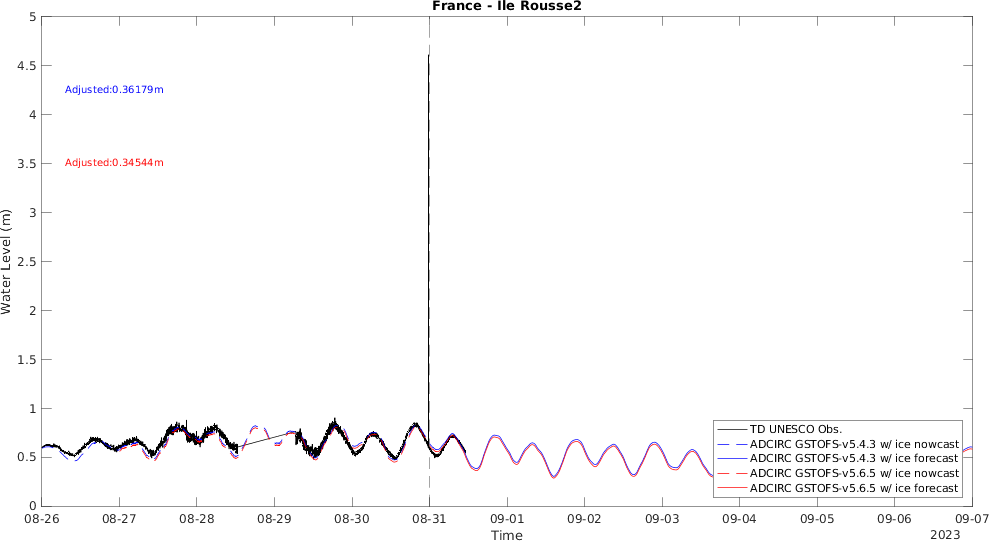 France - Ile Rousse2
5
4.5
4
3.5
3
2.5
2
1.5
1
0.5
0
Water Level (m)
Adjusted:0.36179m
Adjusted:0.34544m
TD UNESCO Obs.
ADCIRC GSTOFS-v5.4.3 w/ ice nowcast
ADCIRC GSTOFS-v5.4.3 w/ ice forecast
ADCIRC GSTOFS-v5.6.5 w/ ice nowcast
ADCIRC GSTOFS-v5.6.5 w/ ice forecast
08-26 08-27 08-28 08-29 08-30 08-31 09-01 09-02 09-03 09-04 09-05 09-06 09-07
Time
2023